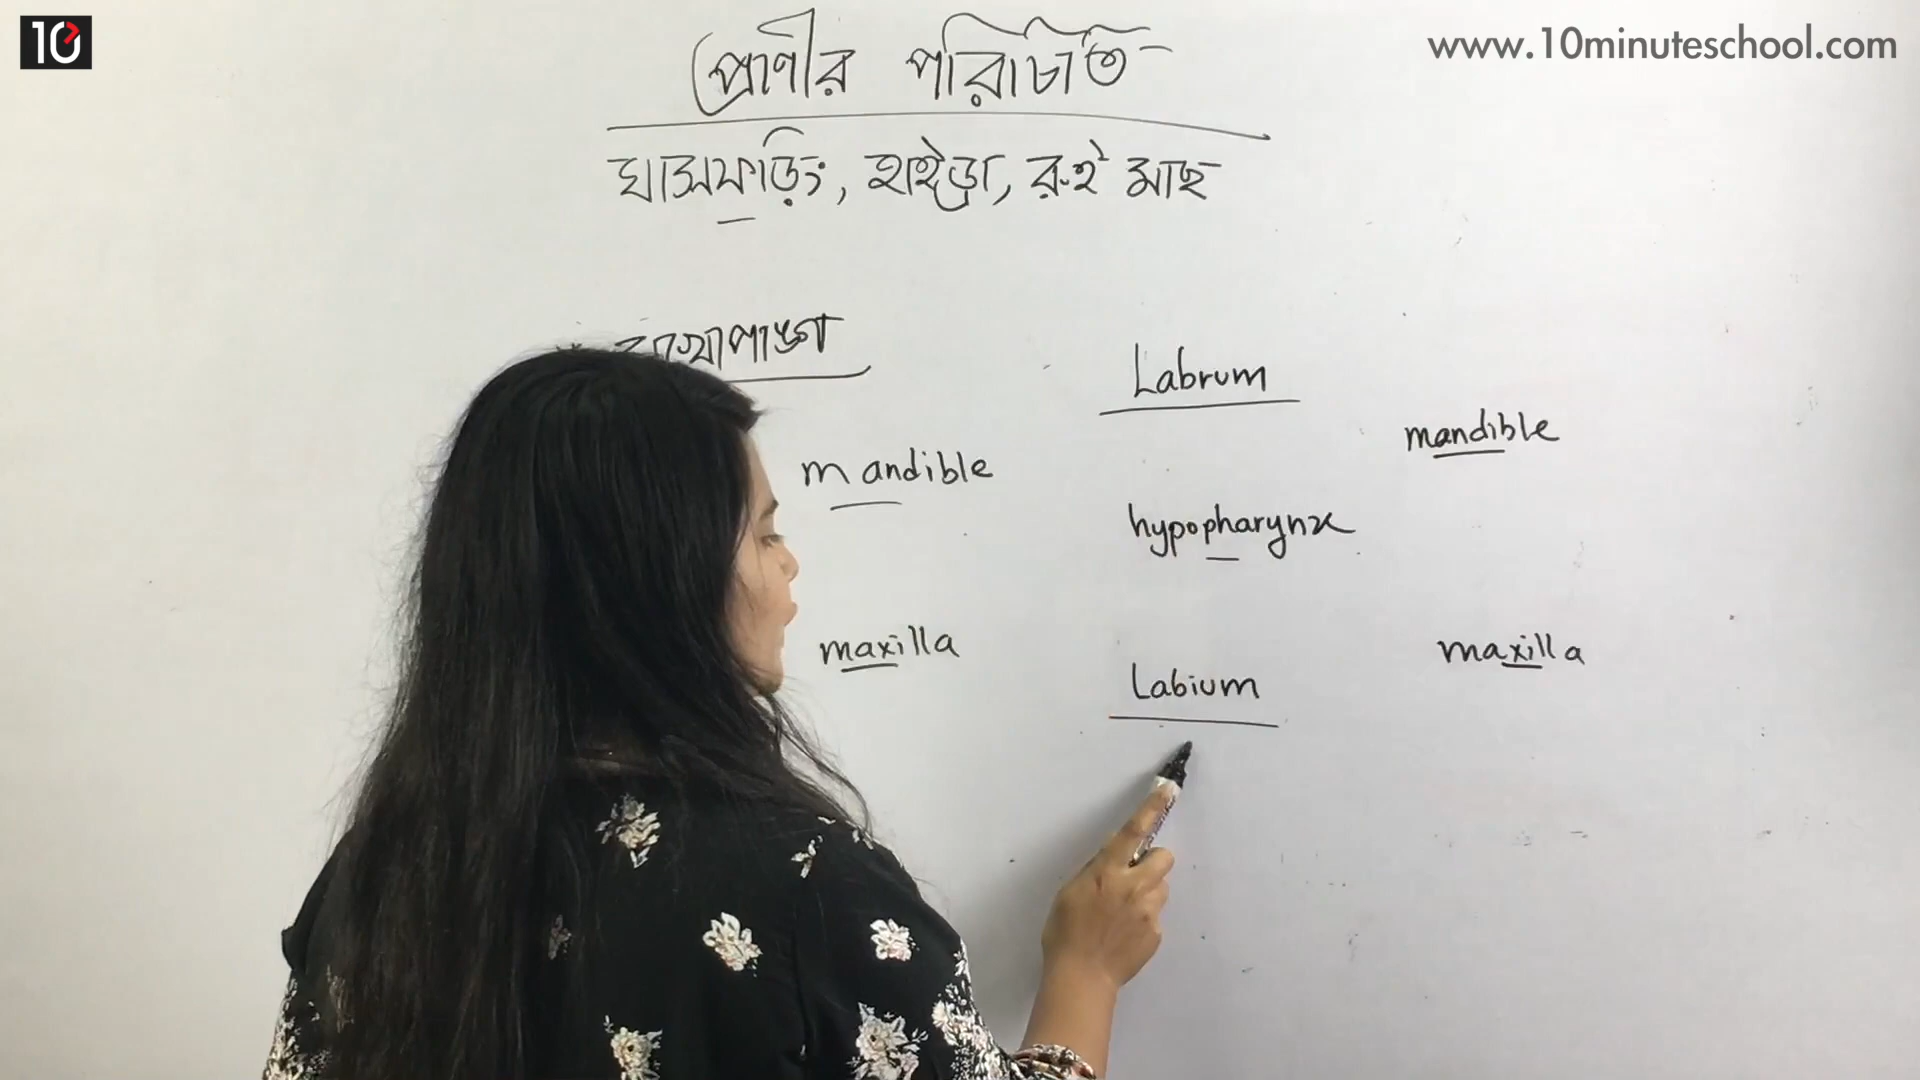 10
www.10minuteschool.com
প্রাণীর পরিচিতি
ঘাসফড়িং, হাইড্রা, রুই মাছ
Labrum
mandible
mandible
hypopharynx
maxilla
maxilla
Labium